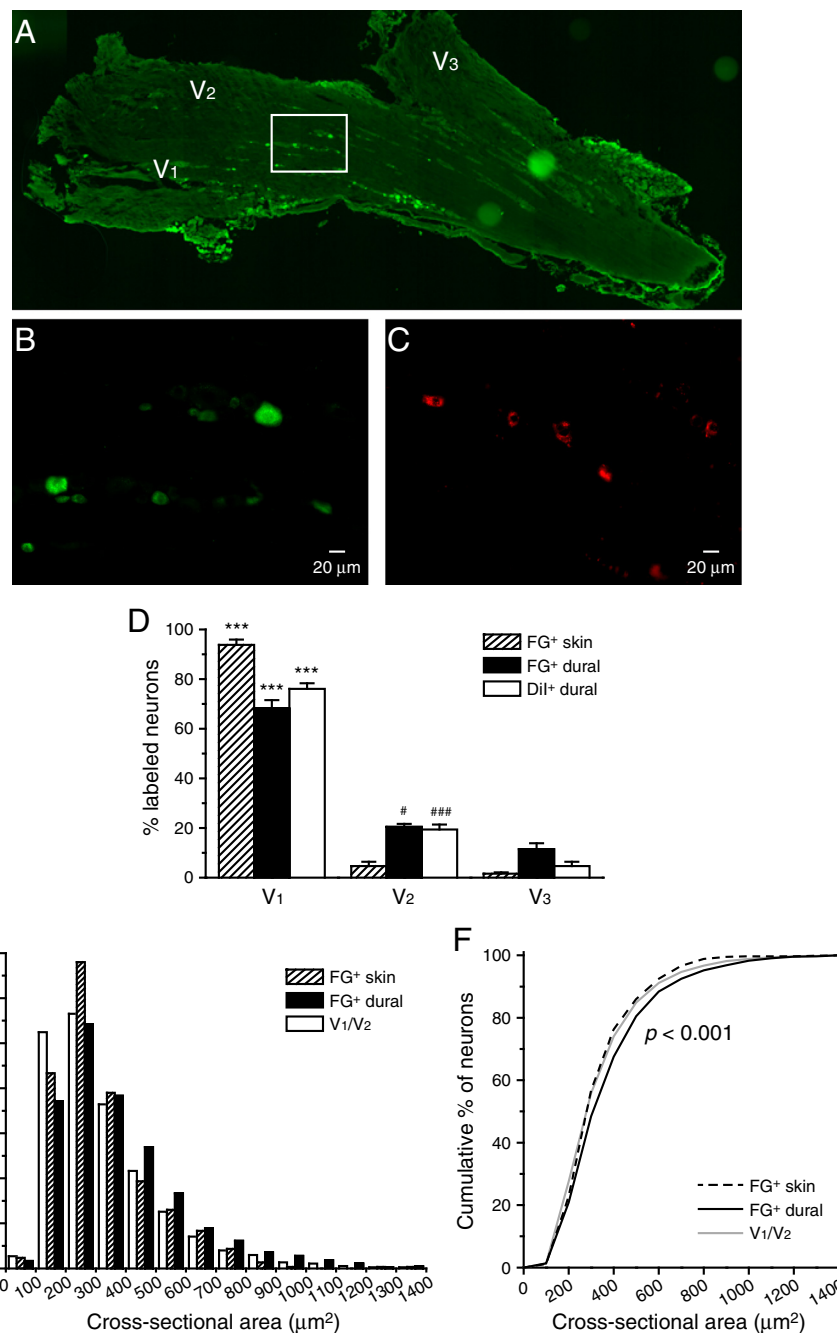 A
V3
V2
V1
B
C
20 μm
20 μm
D
100
80
60
40
20
0
% labeled neurons
***
***
***
#
###
FG+ skin
FG+ dural
DiI+ dural
V1
V2
V3
FG+ skin
FG+ dural
V1/V2
0
100
200
300
400
500
600
700
800
900
1000
1100
1200
1300
1400
Cross-sectional area (μm²)
F
100
80
60
40
20
0
Cumulative % of neurons
p < 0.001
FG+ skin
FG+ dural
V1/V2
0
200
400
600
800
1000
1200
Cross-sectional area (μm²)